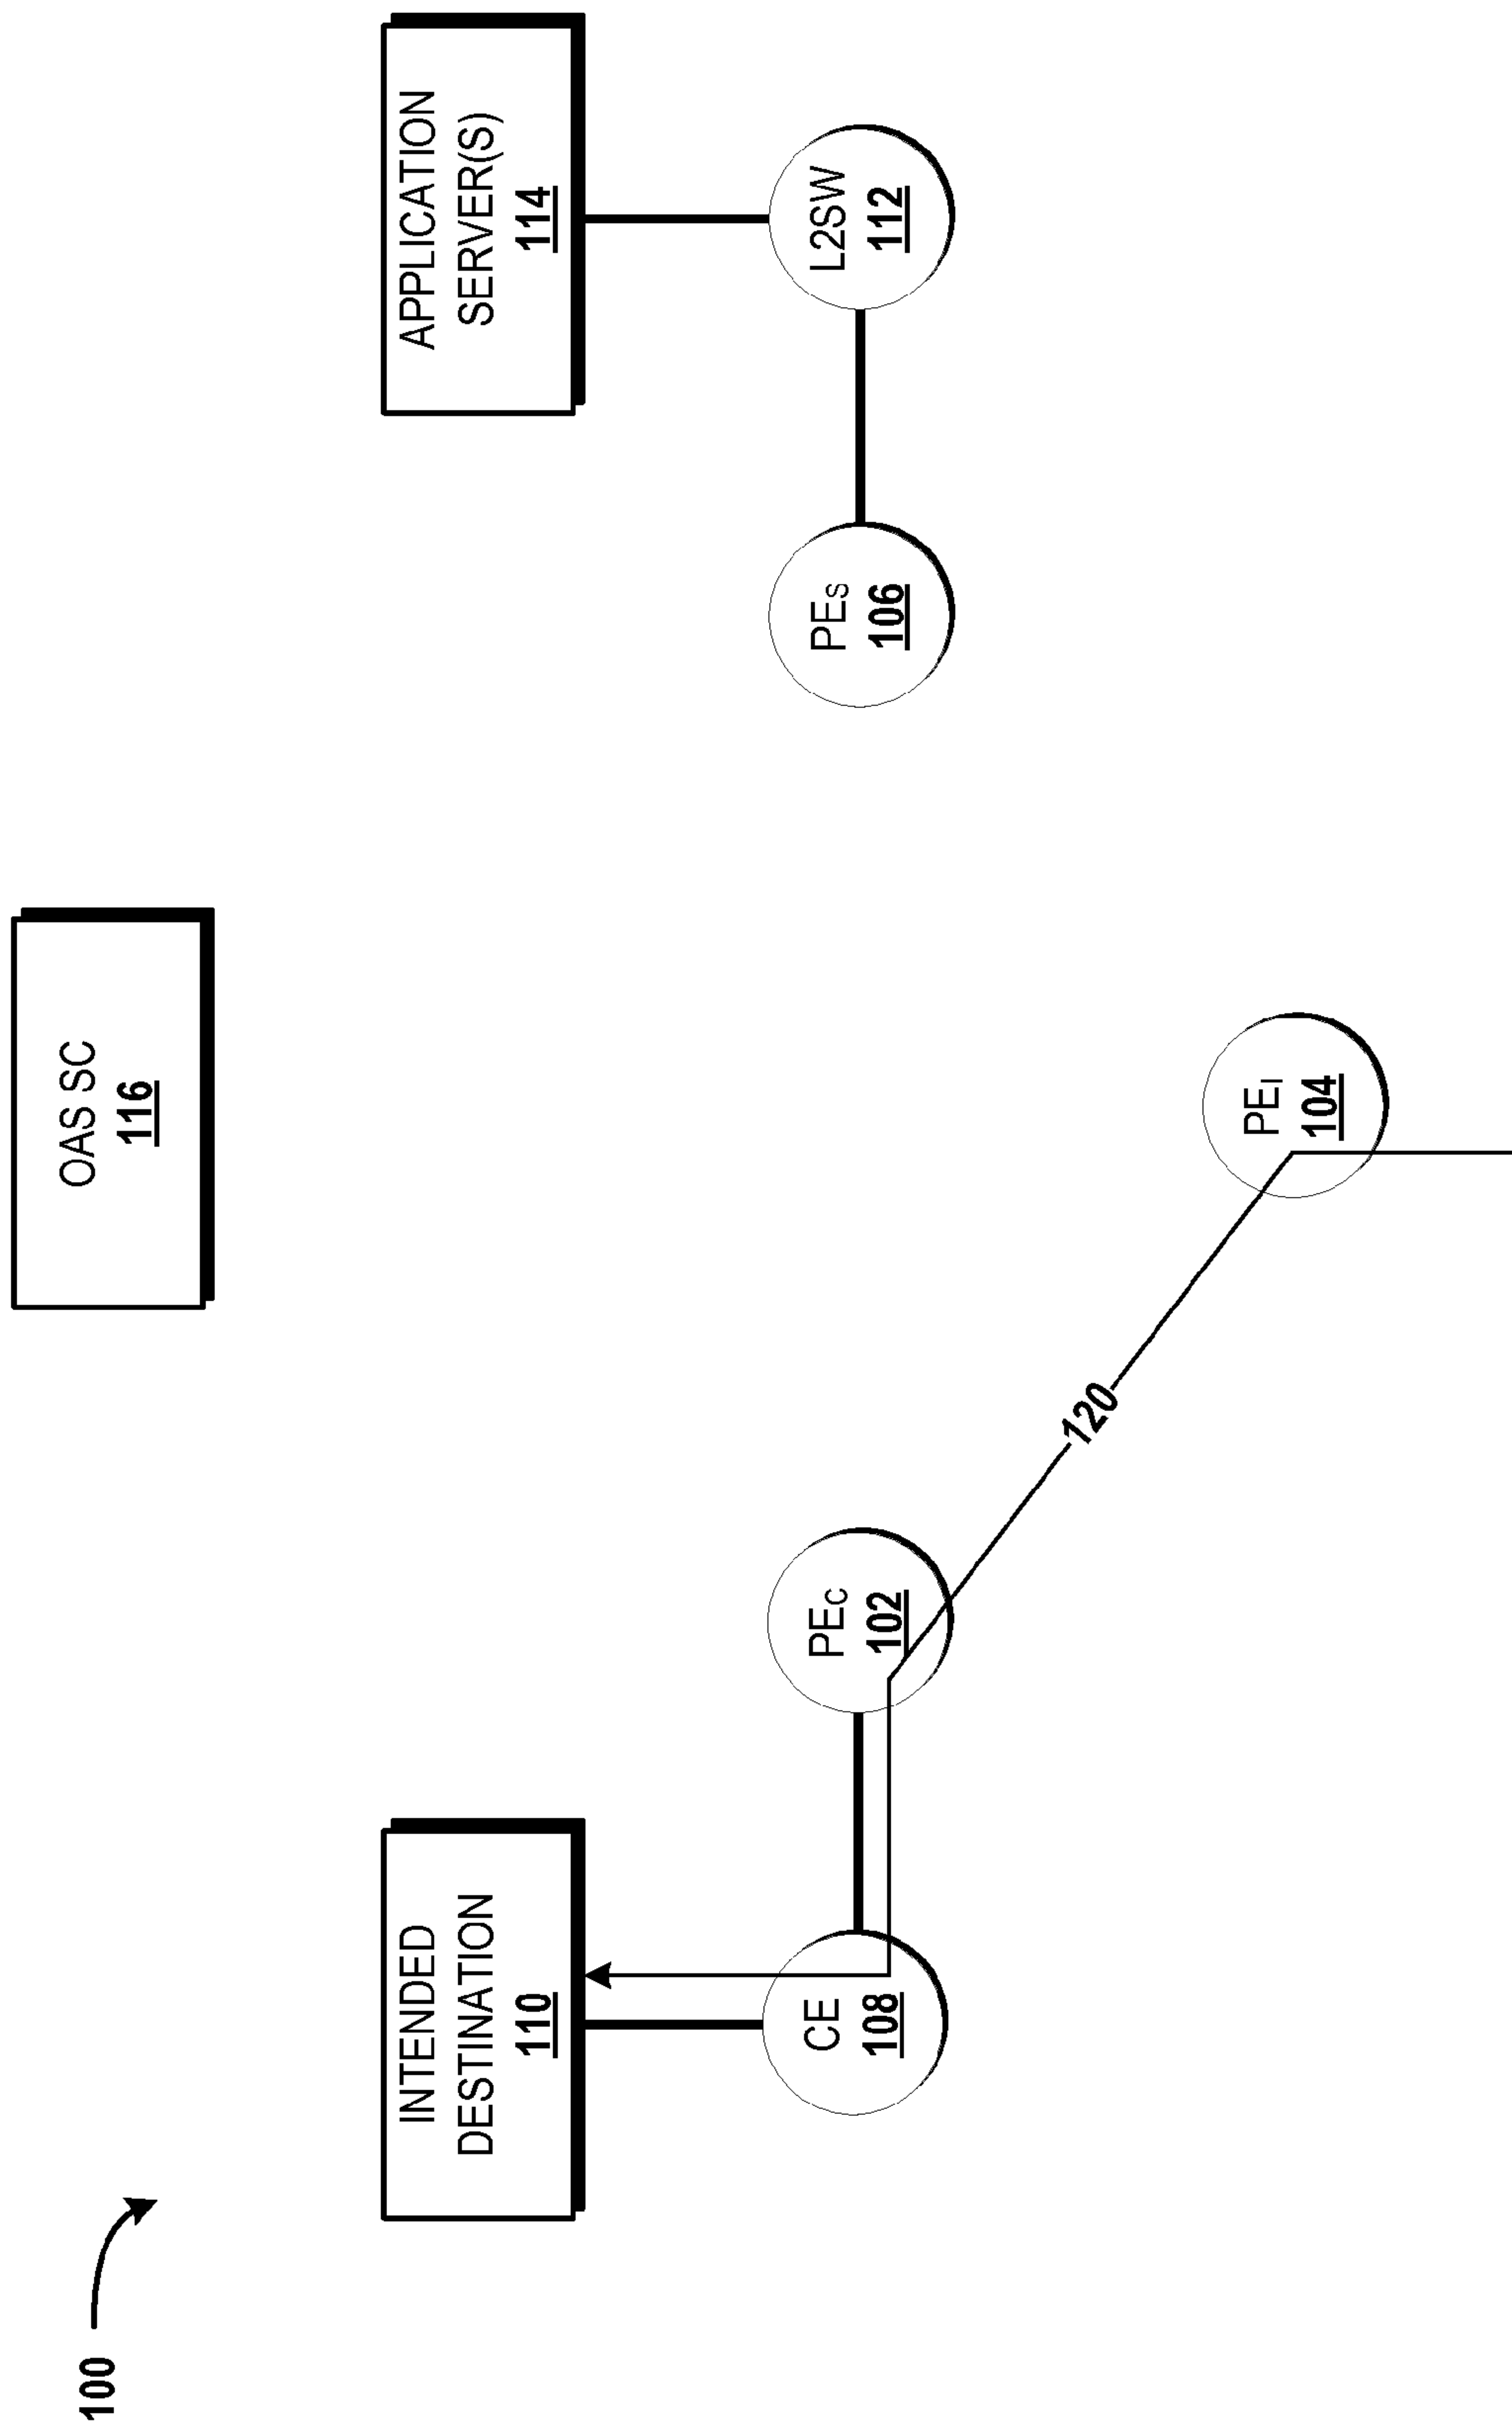 100
OAS SC
116
INTENDED
DESTINATION
110
APPLICATION
SERVER(S)
114
CE
108
PEC
102
PES
106
L2SW
112
120
PEI
104